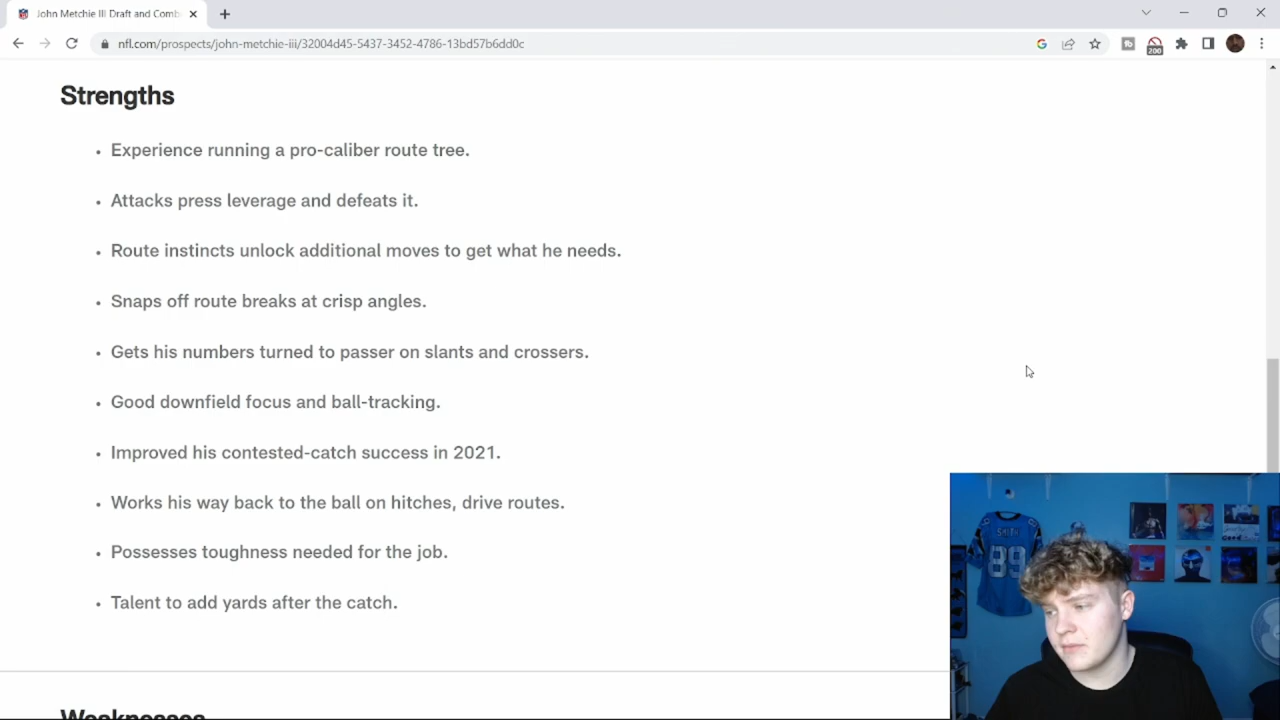 John Metchie III Draft and Comb
nfl.com/prospects/john-metchie-iii/32004d45-5437-3452-4786-13bd57b6dd0c
200
Strengths
Experience running a pro-caliber route tree.
Attacks press leverage and defeats it.
Route instincts unlock additional moves to get what he needs.
Snaps off route breaks at crisp angles.
Gets his numbers turned to passer on slants and crossers.
Good downfield focus and ball-tracking.
Improved his contested-catch success in 2021.
Works his way back to the ball on hitches, drive routes.
Possesses toughness needed for the job.
Talent to add yards after the catch.
Weaknesses
SMITH
89